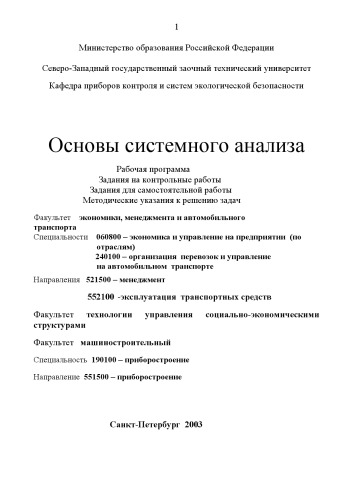 1
Министерство образования Российской Федерации
Северо-Западный государственный заочный технический университет
Кафедра приборов контроля и систем экологической безопасности
Основы системного анализа
Рабочая программа
Задания на контрольные работы
Задания для самостоятельной работы
Методические указания к решению задач
Факультет экономики, менеджмента и автомобильного
транспорта
Специальности 060800 – экономика и управление на предприятии (по
отраслям)
240100 – организация перевозок и управление
на автомобильном транспорте
Направления 521500 – менеджмент
552100 -эксплуатация транспортных средств
Факультет технологии управления социально-экономическими
структурами
Факультет машиностроительный
Специальность 190100 – приборостроение
Направление 551500 – приборостроение
Санкт-Петербург 2003